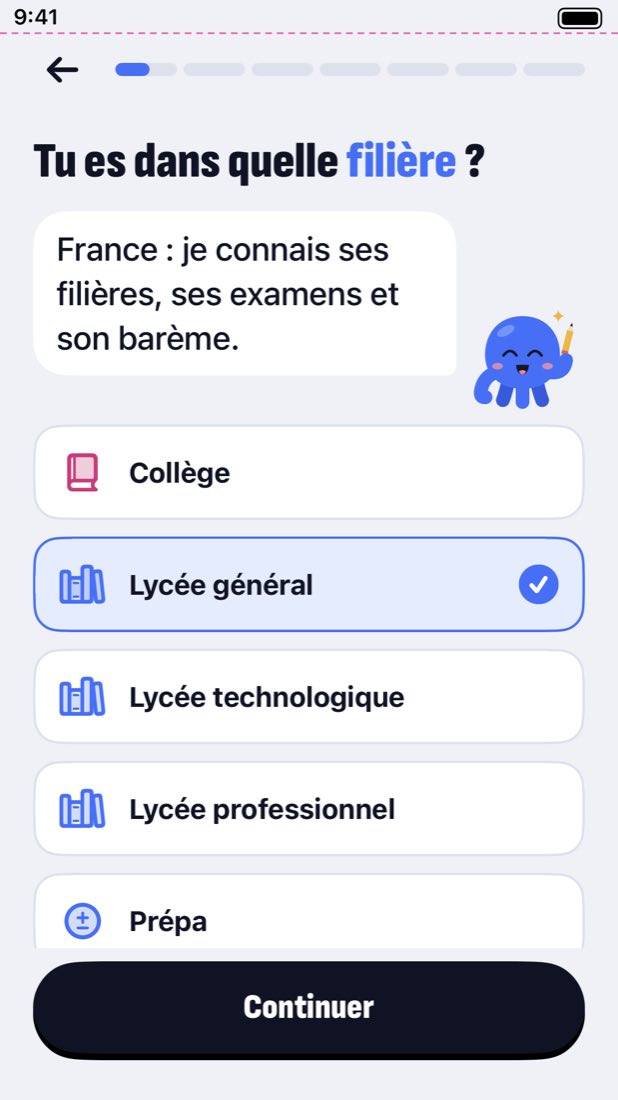 9:41
Tu es dans quelle filière ?
France : je connais ses
filières, ses examens et
son barème.
Collège
Lycée général
Lycée technologique
Lycée professionnel
Prépa
Continuer